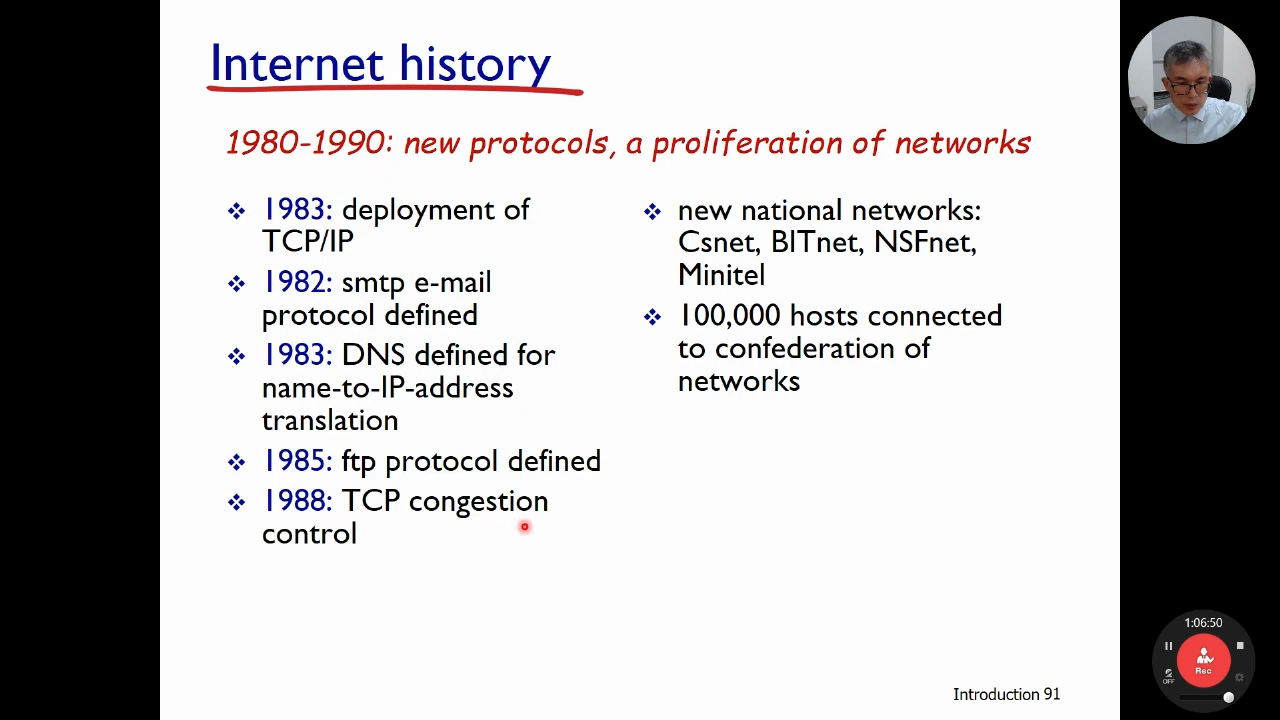 Internet history
1980-1990: new protocols, a proliferation of networks
1983: deployment of
TCP/IP
1982: smtp e-mail
protocol defined
1983: DNS defined for
name-to-IP-address
translation
1985: ftp protocol defined
1988: TCP congestion
control
new national networks:
Csnet, BITnet, NSFnet,
Minitel
100,000 hosts connected
to confederation of
networks
Introduction 91
1:06:50
Rec
OFF